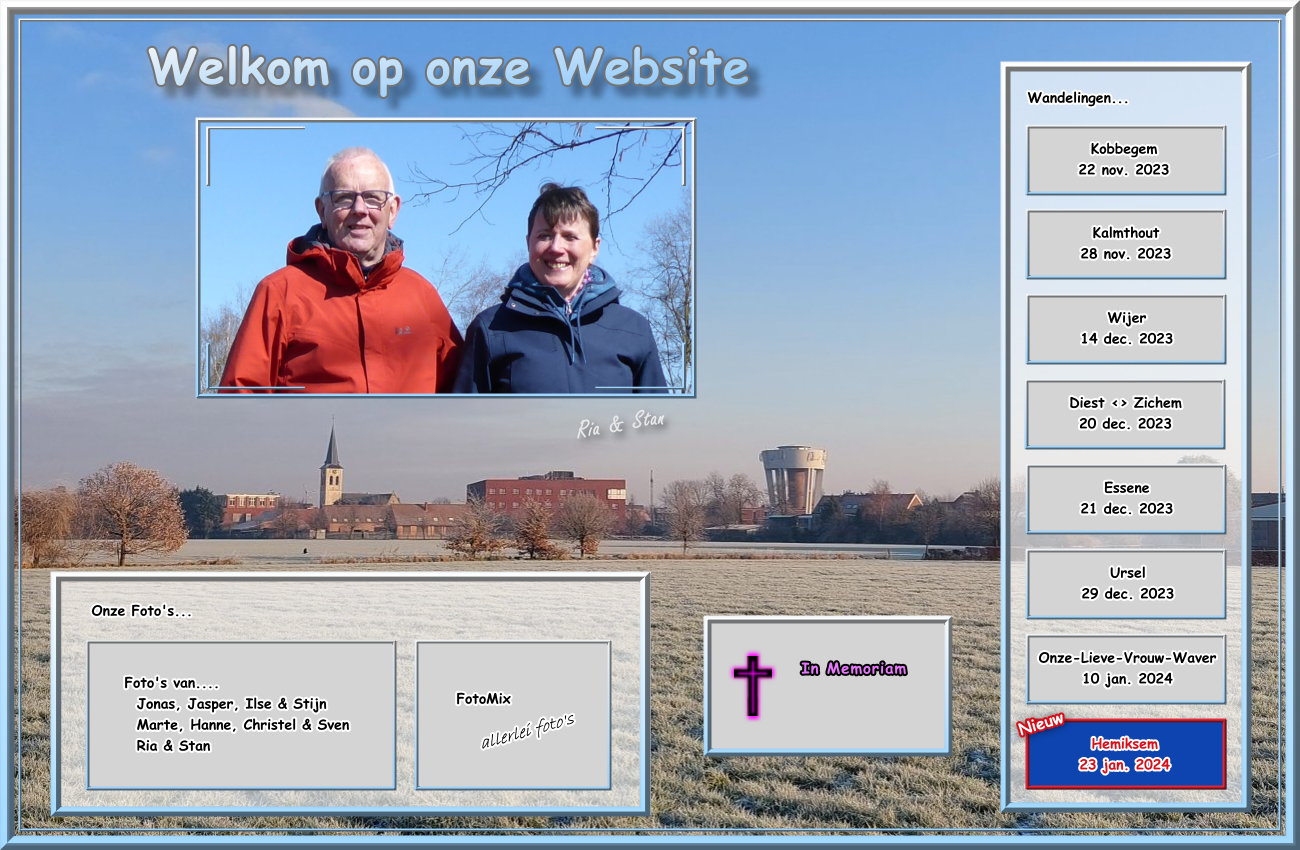 Welkom op onze Website
Ria & Stan
Wandelingen...
Kobbegem
22 nov. 2023
Kalmthout
28 nov. 2023
Wijer
14 dec. 2023
Diest <> Zichem
20 dec. 2023
Essene
21 dec. 2023
Ursel
29 dec. 2023
Onze-Lieve-Vrouw-Waver
10 jan. 2024
Nieuw
Hemiksem
23 jan. 2024
Onze Foto's...
Foto's van....
Jonas, Jasper, Ilse & Stijn
Marte, Hanne, Christel & Sven
Ria & Stan
FotoMix
allerlei foto's
In Memoriam